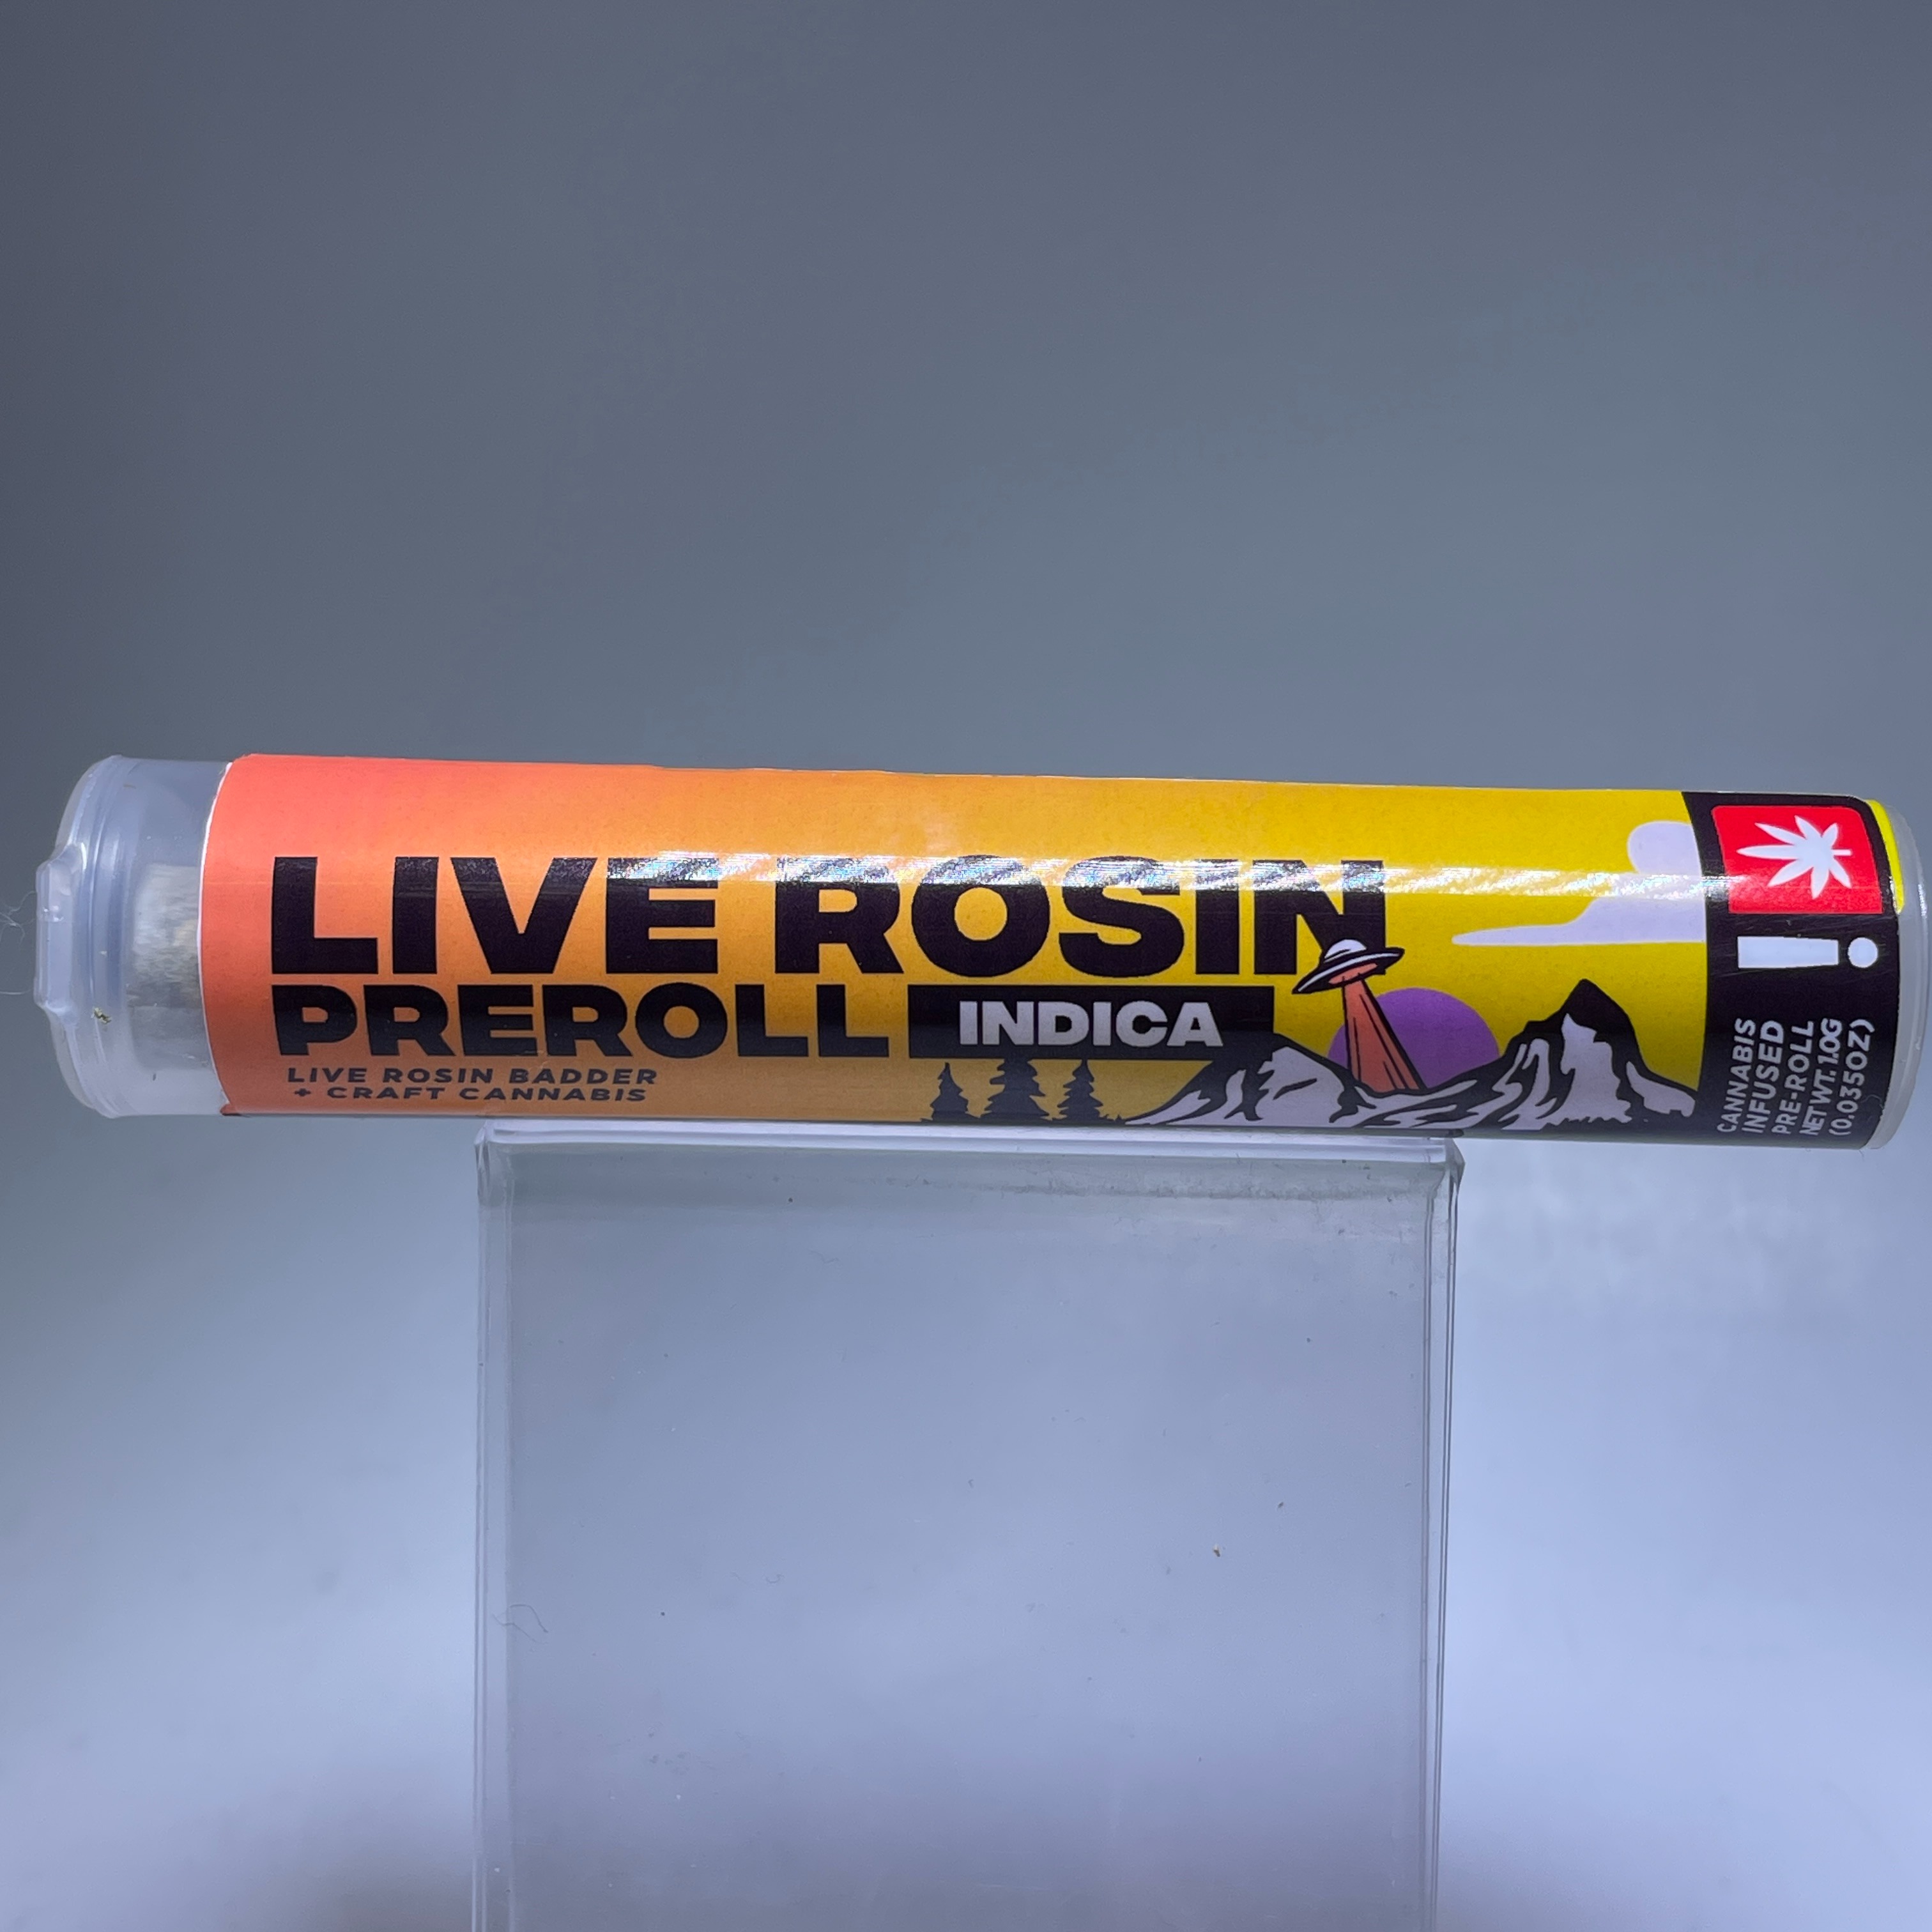 LIVE ROSIN
PREROLL INDICA
LIVE ROSIN BADDER
+ CRAFT CANNABIS
!
CANNABIS
INFUSED
PRE-ROLL
NET WT. 1.0G
(0.035OZ)